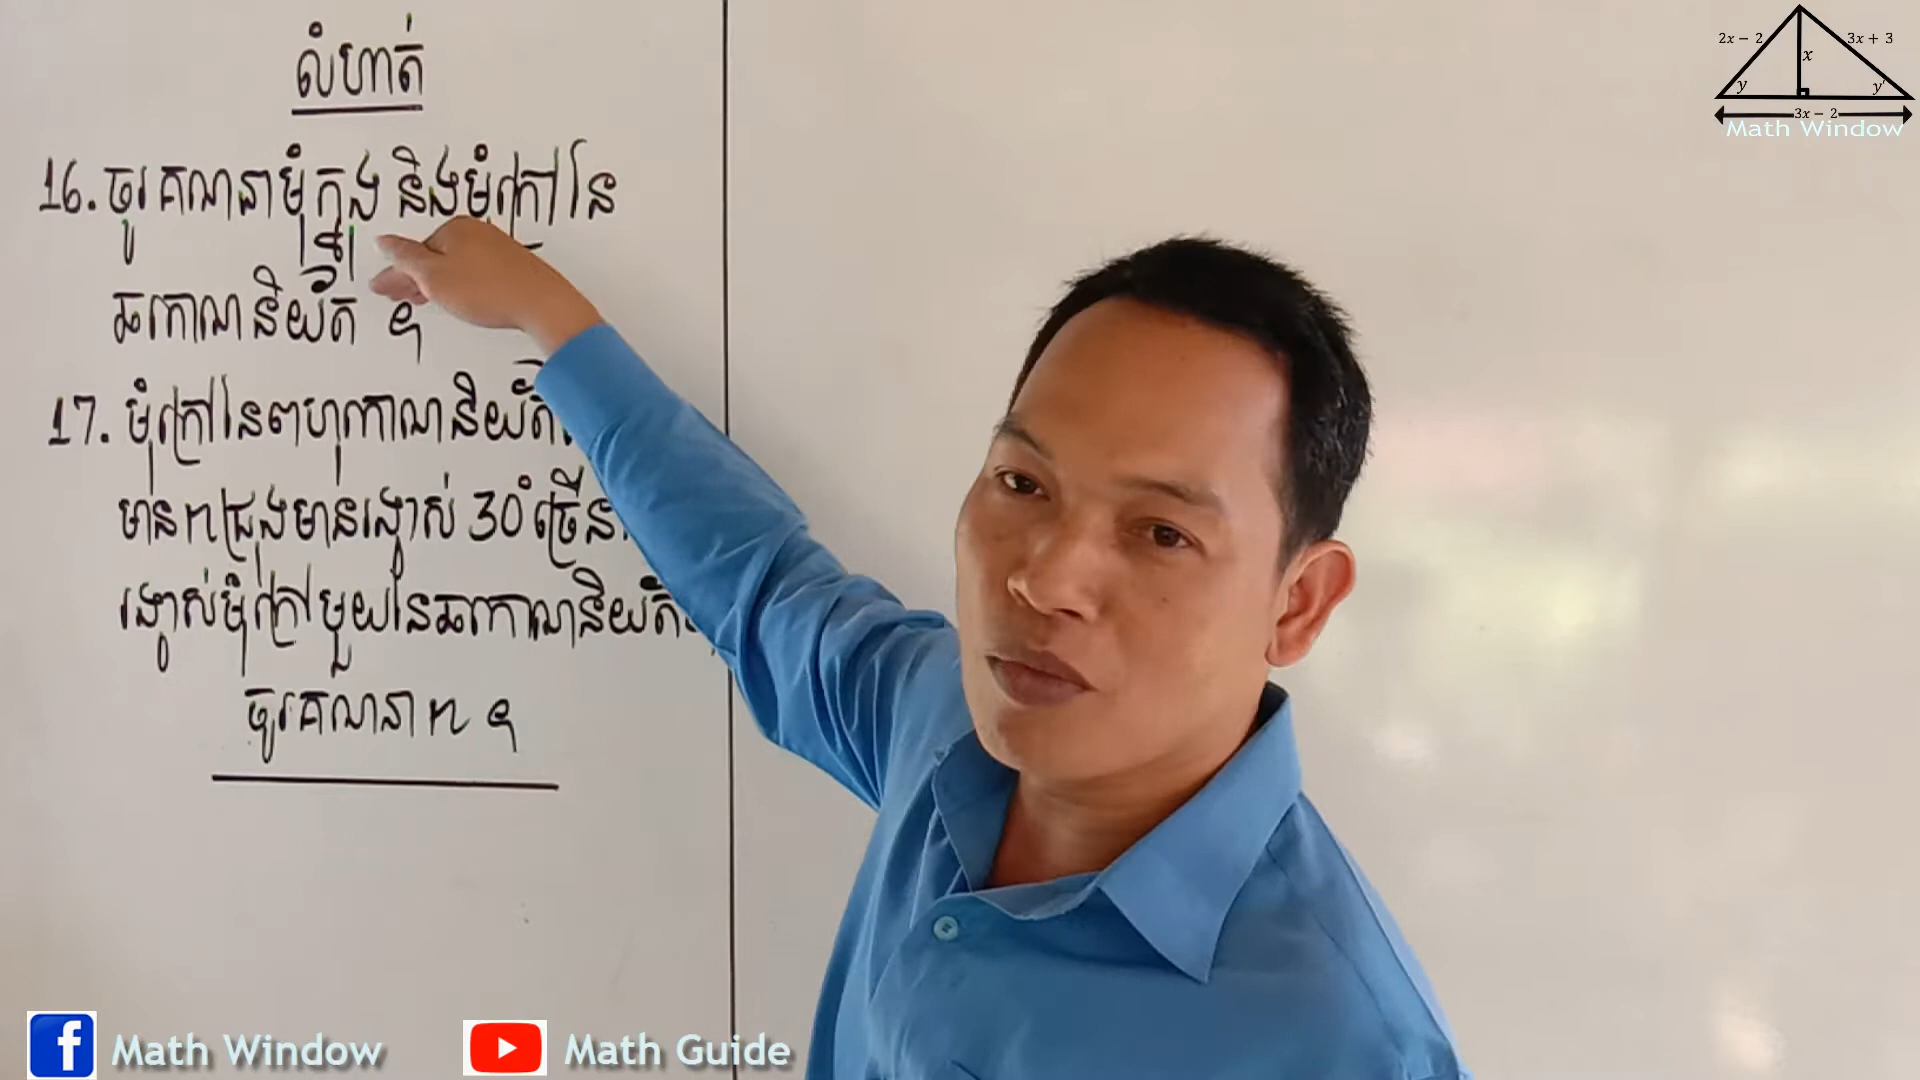 លំហាត់
16. ចូរគណនាមុំក្នុង និងមុំក្រៅនៃ
ឆកោណនិយ័ត ។
17. មុំក្រៅនៃពហុកោណនិយ័ត
មាន n ជ្រុងមានរង្វាស់ 30° ច្រើន
រង្វាស់មុំក្រៅមួយនៃឆកោណនិយ័ត
ចូរគណនា n ។
2x − 2
3x + 3
x
y
y'
3x − 2
Math Window
Math Window
Math Guide